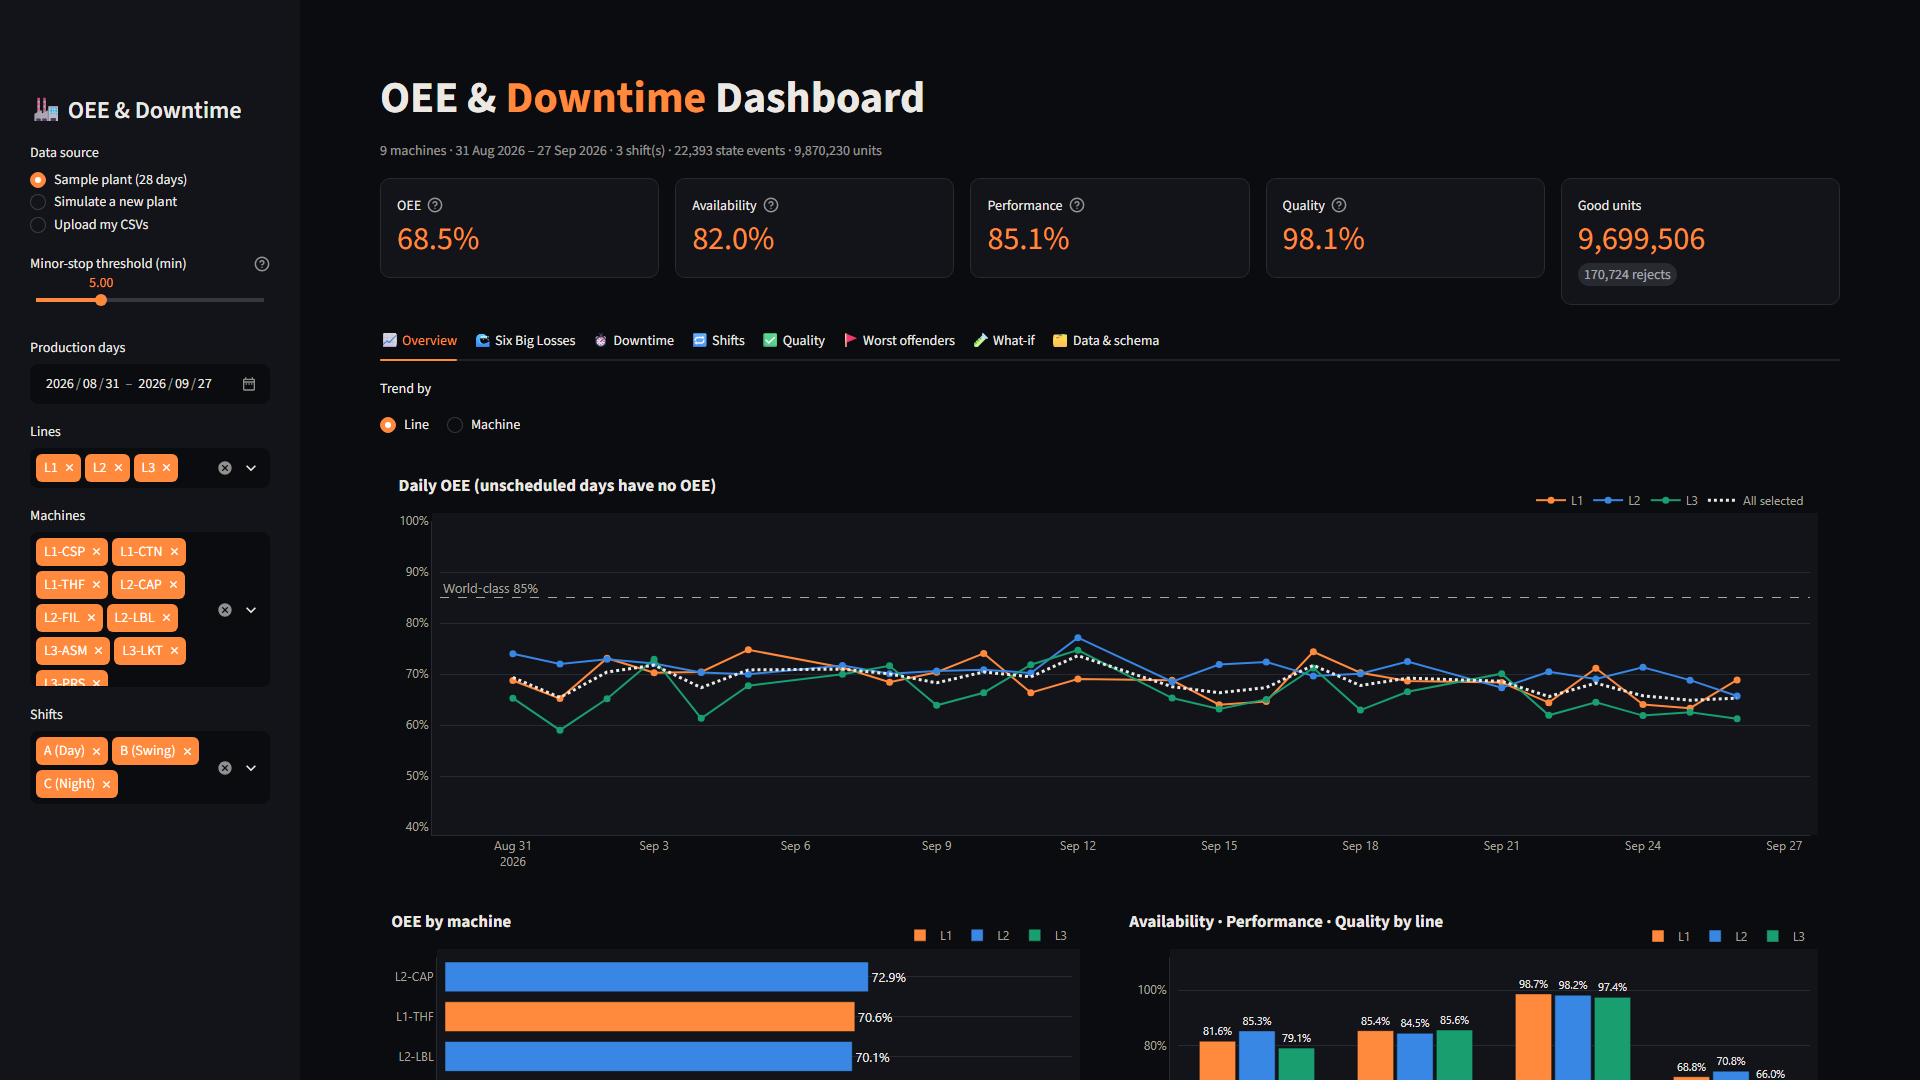 OEE & Downtime
Data source
Sample plant (28 days)
Simulate a new plant
Upload my CSVs
Minor-stop threshold (min)
5.00
Production days
2026/08/31 – 2026/09/27
Lines
L1 L2 L3
Machines
L1-CSP L1-CTN
L1-THF L2-CAP
L2-FIL L2-LBL
L3-ASM L3-LKT
L3-PRS
Shifts
A (Day) B (Swing)
C (Night)
OEE & Downtime Dashboard
9 machines · 31 Aug 2026 – 27 Sep 2026 · 3 shift(s) · 22,393 state events · 9,870,230 units
OEE
68.5%
Availability
82.0%
Performance
85.1%
Quality
98.1%
Good units
9,699,506
170,724 rejects
Overview Six Big Losses Downtime Shifts Quality Worst offenders What-if Data & schema
Trend by
Line Machine
Daily OEE (unscheduled days have no OEE)
L1 L2 L3 All selected
100%
90%
World-class 85%
80%
70%
60%
50%
40%
Aug 31 Sep 3 Sep 6 Sep 9 Sep 12 Sep 15 Sep 18 Sep 21 Sep 24 Sep 27
2026
OEE by machine
L1 L2 L3
L2-CAP 72.9%
L1-THF 70.6%
L2-LBL 70.1%
Availability · Performance · Quality by line
L1 L2 L3
100%
80%
81.6% 85.3% 79.1%
85.4% 84.5% 85.6%
98.7% 98.2% 97.4%
68.8% 70.8% 66.0%